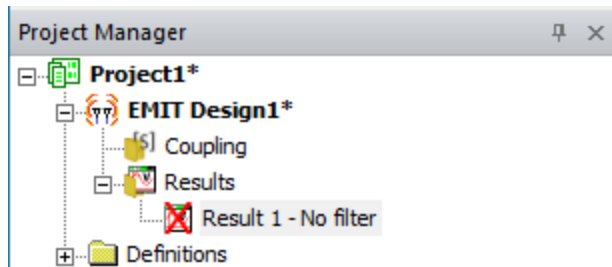 Project Manager
Project1*
EMIT Design1*
[S] Coupling
Results
Result 1 - No filter
Definitions